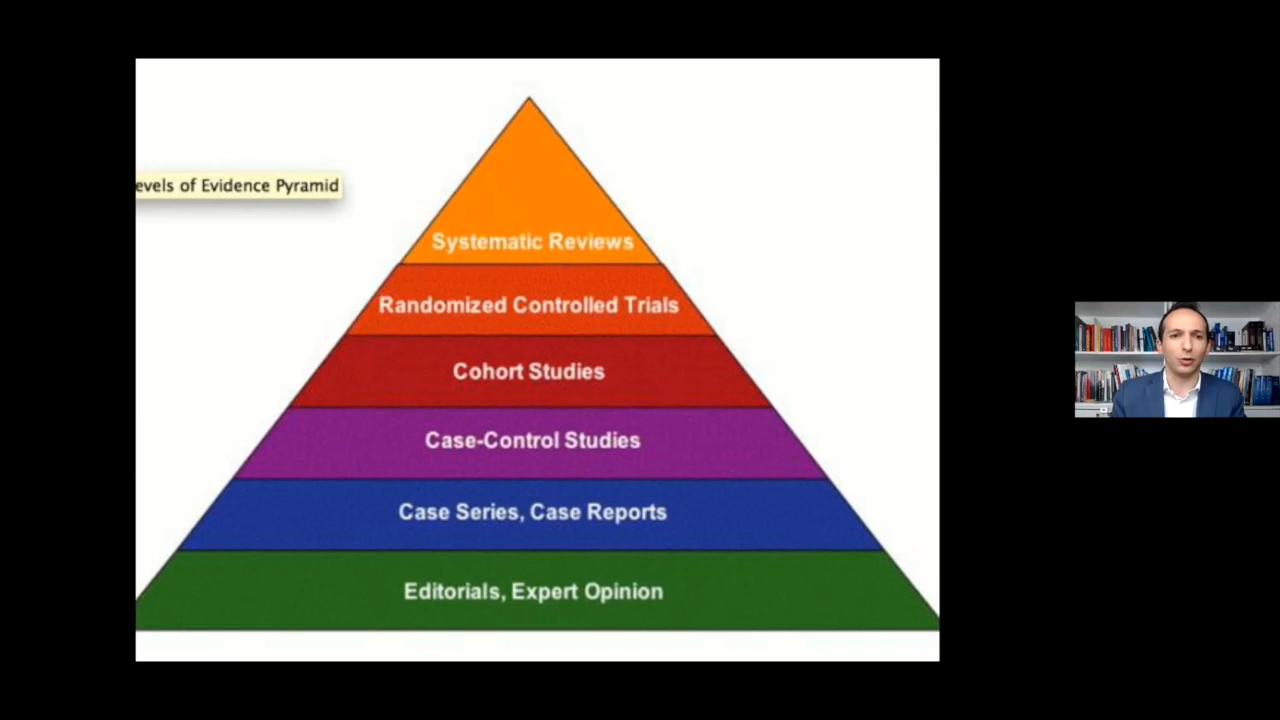 evels of Evidence Pyramid
Systematic Reviews
Randomized Controlled Trials
Cohort Studies
Case-Control Studies
Case Series, Case Reports
Editorials, Expert Opinion